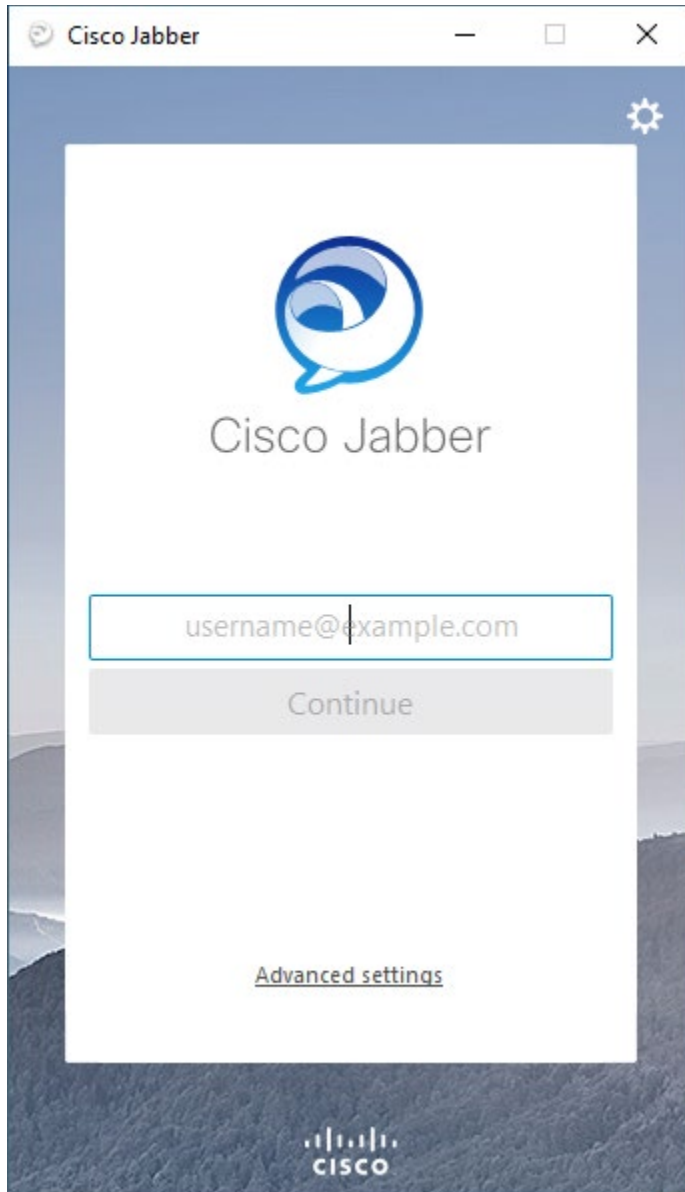 Cisco Jabber
Cisco Jabber
username@example.com
Continue
Advanced settings
CISCO